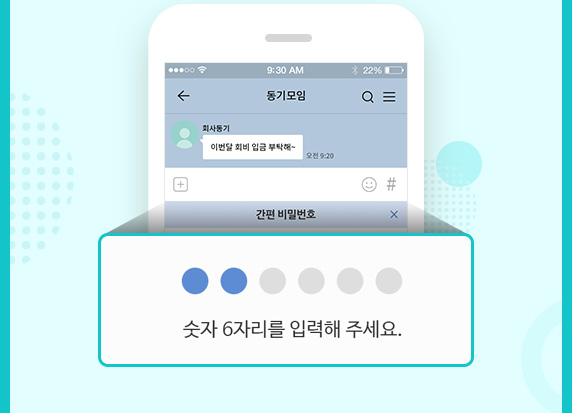 9:30 AM
22%
동기모임
회사동기
이번달 회비 입금 부탁해~
오전 9:20
#
간편 비밀번호
숫자 6자리를 입력해 주세요.